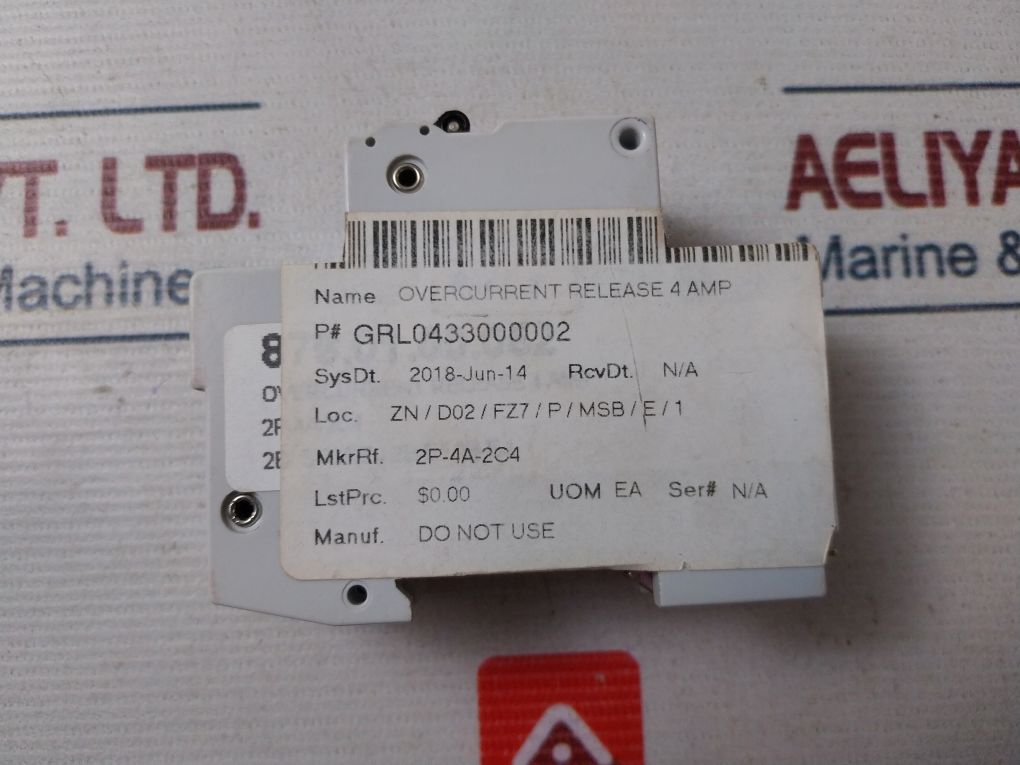 VT. LTD.
Machine
AELIYA
Marine &
Name OVERCURRENT RELEASE 4 AMP
P# GRL0433000002
SysDt. 2018-Jun-14 RcvDt. N/A
Loc. ZN / D02 / FZ7 / P / MSB / E / 1
MkrRf. 2P-4A-2C4
LstPrc. $0.00 UOM EA Ser# N/A
Manuf. DO NOT USE